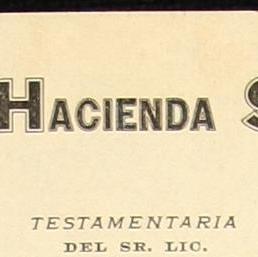 HACIENDA S
TESTAMENTARIA
DEL SR. LIC.